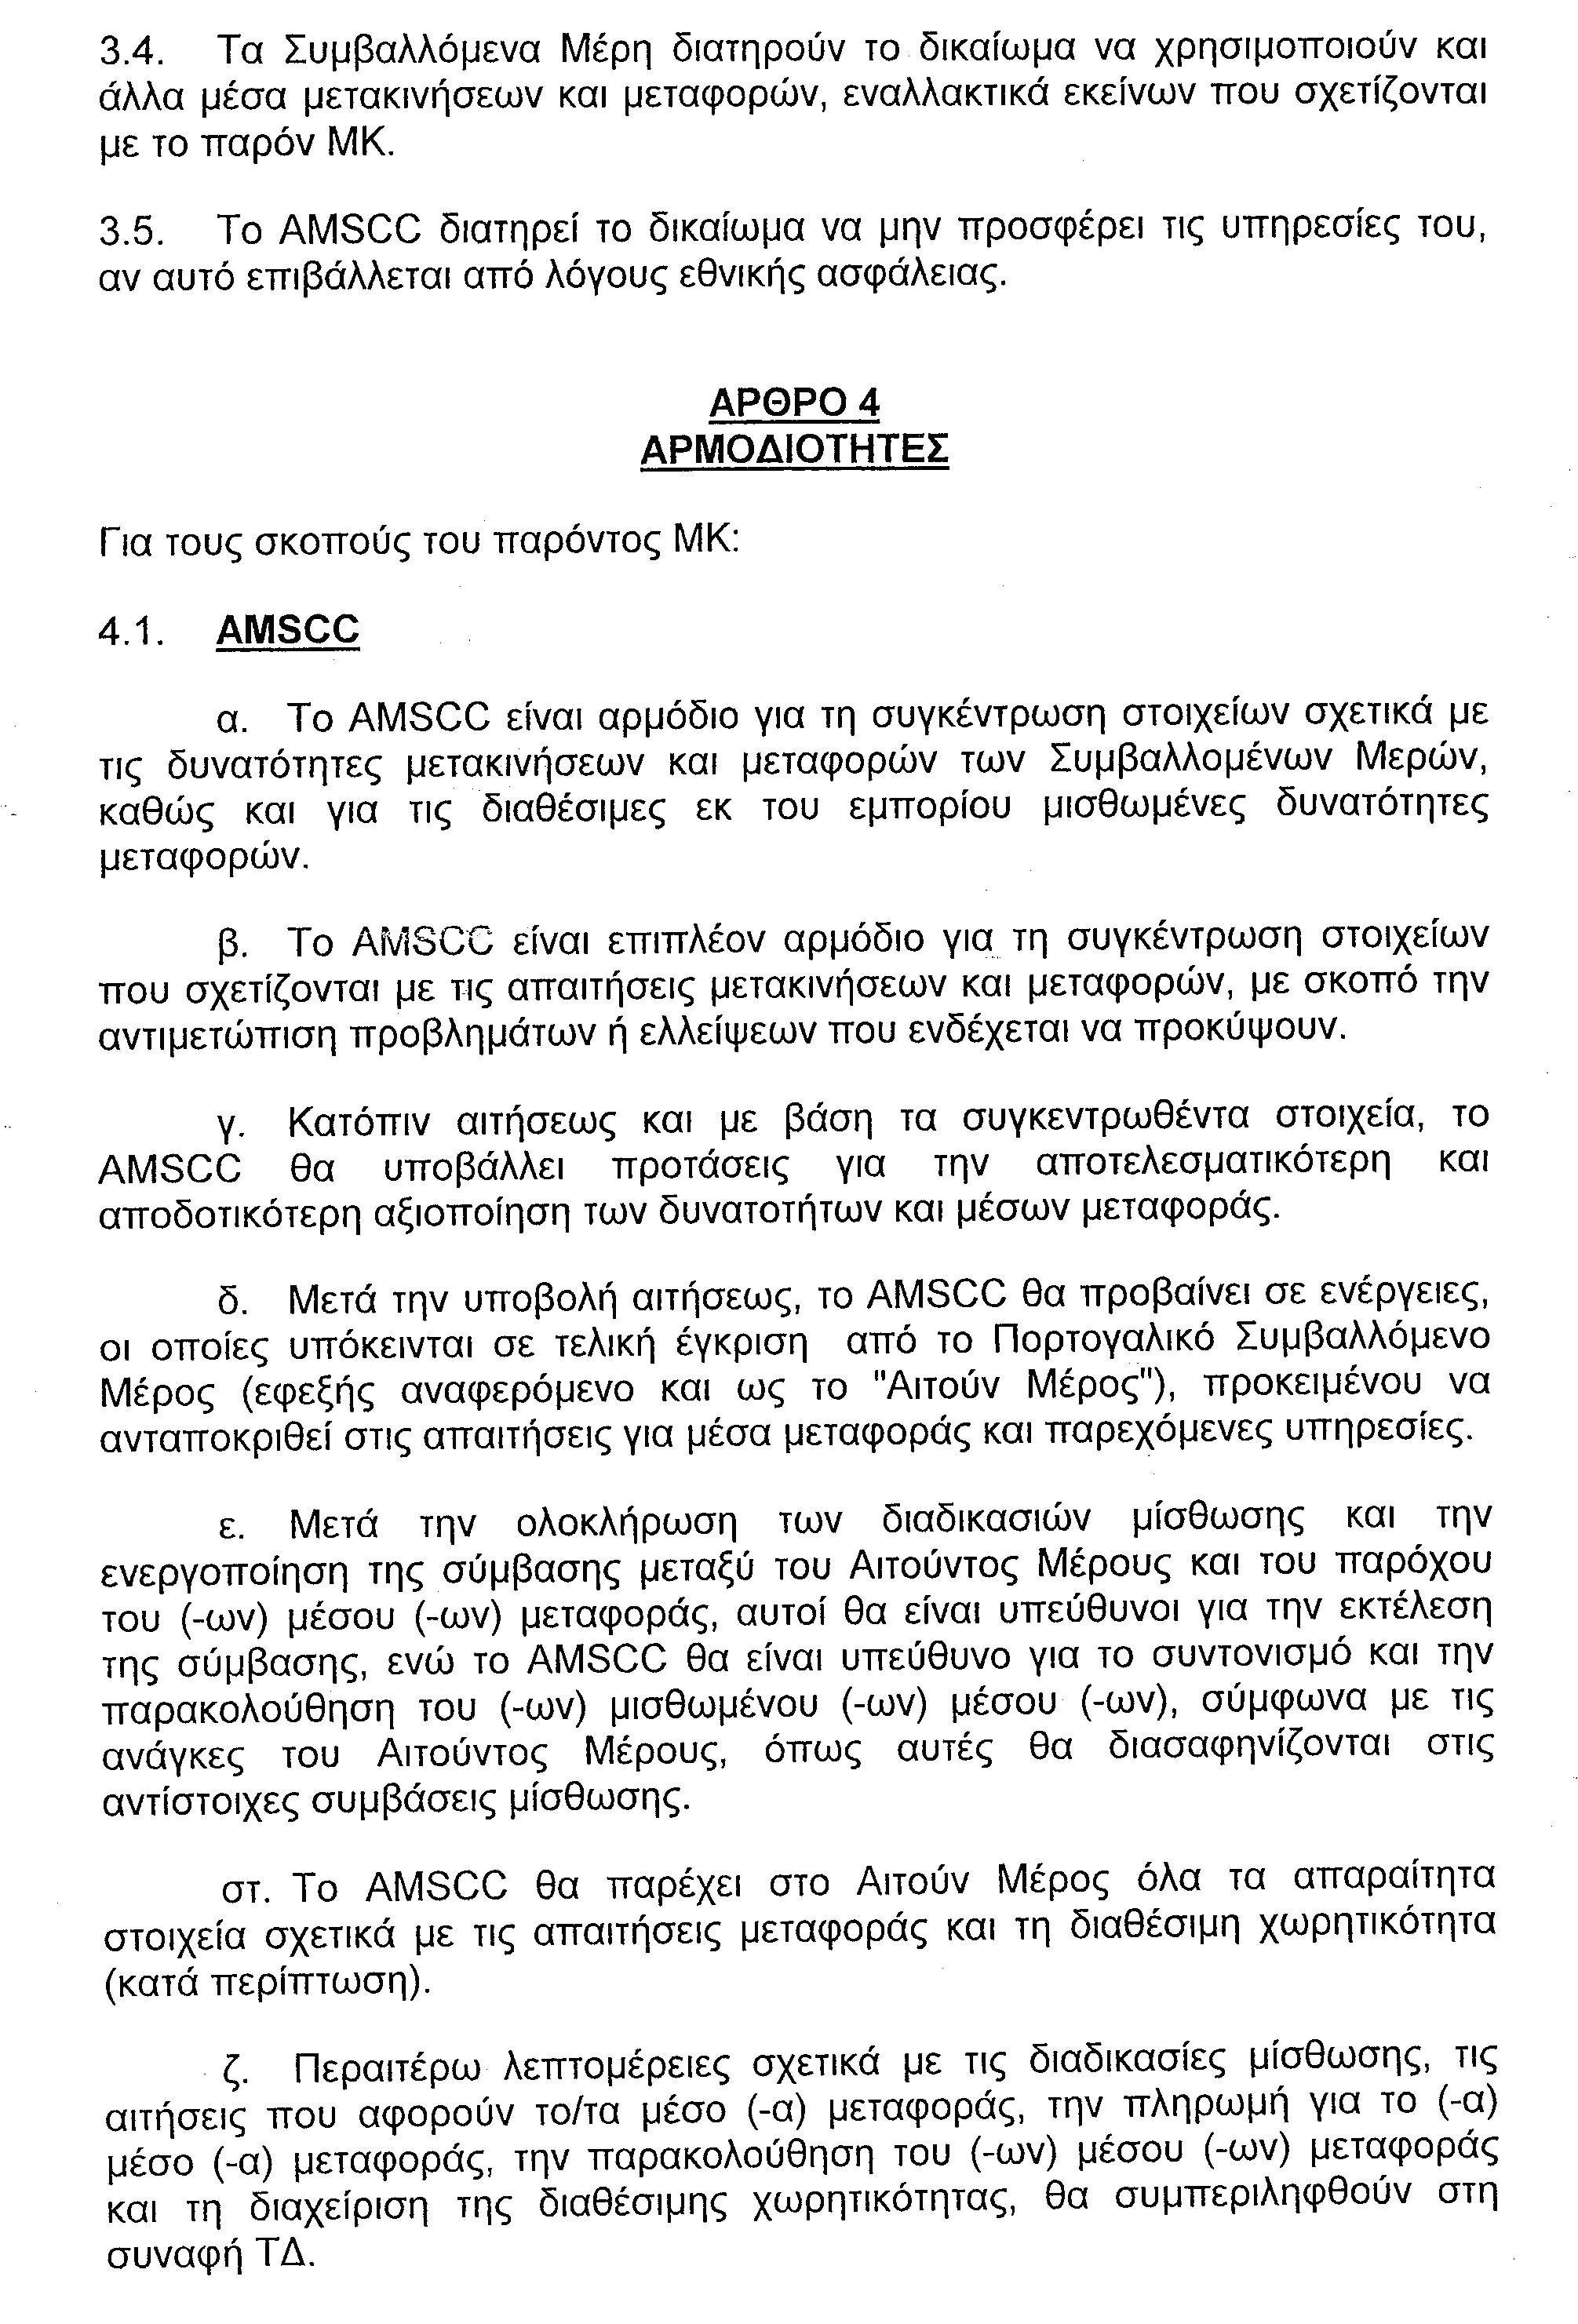 3.4. Τα Συμβαλλόμενα Μέρη διατηρούν το δικαίωμα να χρησιμοποιούν και
άλλα μέσα μετακινήσεων και μεταφορών, εναλλακτικά εκείνων που σχετίζονται
με το παρόν ΜΚ.
3.5. Το AMSCC διατηρεί το δικαίωμα να μην προσφέρει τις υπηρεσίες του,
αν αυτό επιβάλλεται από λόγους εθνικής ασφάλειας.
ΑΡΘΡΟ 4
ΑΡΜΟΔΙΟΤΗΤΕΣ
Για τους σκοπούς του παρόντος ΜΚ:
4.1. AMSCC
α. Το AMSCC είναι αρμόδιο για τη συγκέντρωση στοιχείων σχετικά με
τις δυνατότητες μετακινήσεων και μεταφορών των Συμβαλλομένων Μερών,
καθώς και για τις διαθέσιμες εκ του εμπορίου μισθωμένες δυνατότητες
μεταφορών.
β. Το AMSCC είναι επιπλέον αρμόδιο για τη συγκέντρωση στοιχείων
που σχετίζονται με τις απαιτήσεις μετακινήσεων και μεταφορών, με σκοπό την
αντιμετώπιση προβλημάτων ή ελλείψεων που ενδέχεται να προκύψουν.
γ. Κατόπιν αιτήσεως και με βάση τα συγκεντρωθέντα στοιχεία, το
AMSCC θα υποβάλλει προτάσεις για την αποτελεσματικότερη και
αποδοτικότερη αξιοποίηση των δυνατοτήτων και μέσων μεταφοράς.
δ. Μετά την υποβολή αιτήσεως, το AMSCC θα προβαίνει σε ενέργειες,
οι οποίες υπόκεινται σε τελική έγκριση από το Πορτογαλικό Συμβαλλόμενο
Μέρος (εφεξής αναφερόμενο και ως το "Αιτούν Μέρος"), προκειμένου να
ανταποκριθεί στις απαιτήσεις για μέσα μεταφοράς και παρεχόμενες υπηρεσίες.
ε. Μετά την ολοκλήρωση των διαδικασιών μίσθωσης και την
ενεργοποίηση της σύμβασης μεταξύ του Αιτούντος Μέρους και του παρόχου
του (-ων) μέσου (-ων) μεταφοράς, αυτοί θα είναι υπεύθυνοι για την εκτέλεση
της σύμβασης, ενώ το AMSCC θα είναι υπεύθυνο για το συντονισμό και την
παρακολούθηση του (-ων) μισθωμένου (-ων) μέσου (-ων), σύμφωνα με τις
ανάγκες του Αιτούντος Μέρους, όπως αυτές θα διασαφηνίζονται στις
αντίστοιχες συμβάσεις μίσθωσης.
στ. Το AMSCC θα παρέχει στο Αιτούν Μέρος όλα τα απαραίτητα
στοιχεία σχετικά με τις απαιτήσεις μεταφοράς και τη διαθέσιμη χωρητικότητα
(κατά περίπτωση).
ζ. Περαιτέρω λεπτομέρειες σχετικά με τις διαδικασίες μίσθωσης, τις
αιτήσεις που αφορούν το/τα μέσο (-α) μεταφοράς, την πληρωμή για το (-α)
μέσο (-α) μεταφοράς, την παρακολούθηση του (-ων) μέσου (-ων) μεταφοράς
και τη διαχείριση της διαθέσιμης χωρητικότητας, θα συμπεριληφθούν στη
συναφή ΤΔ.